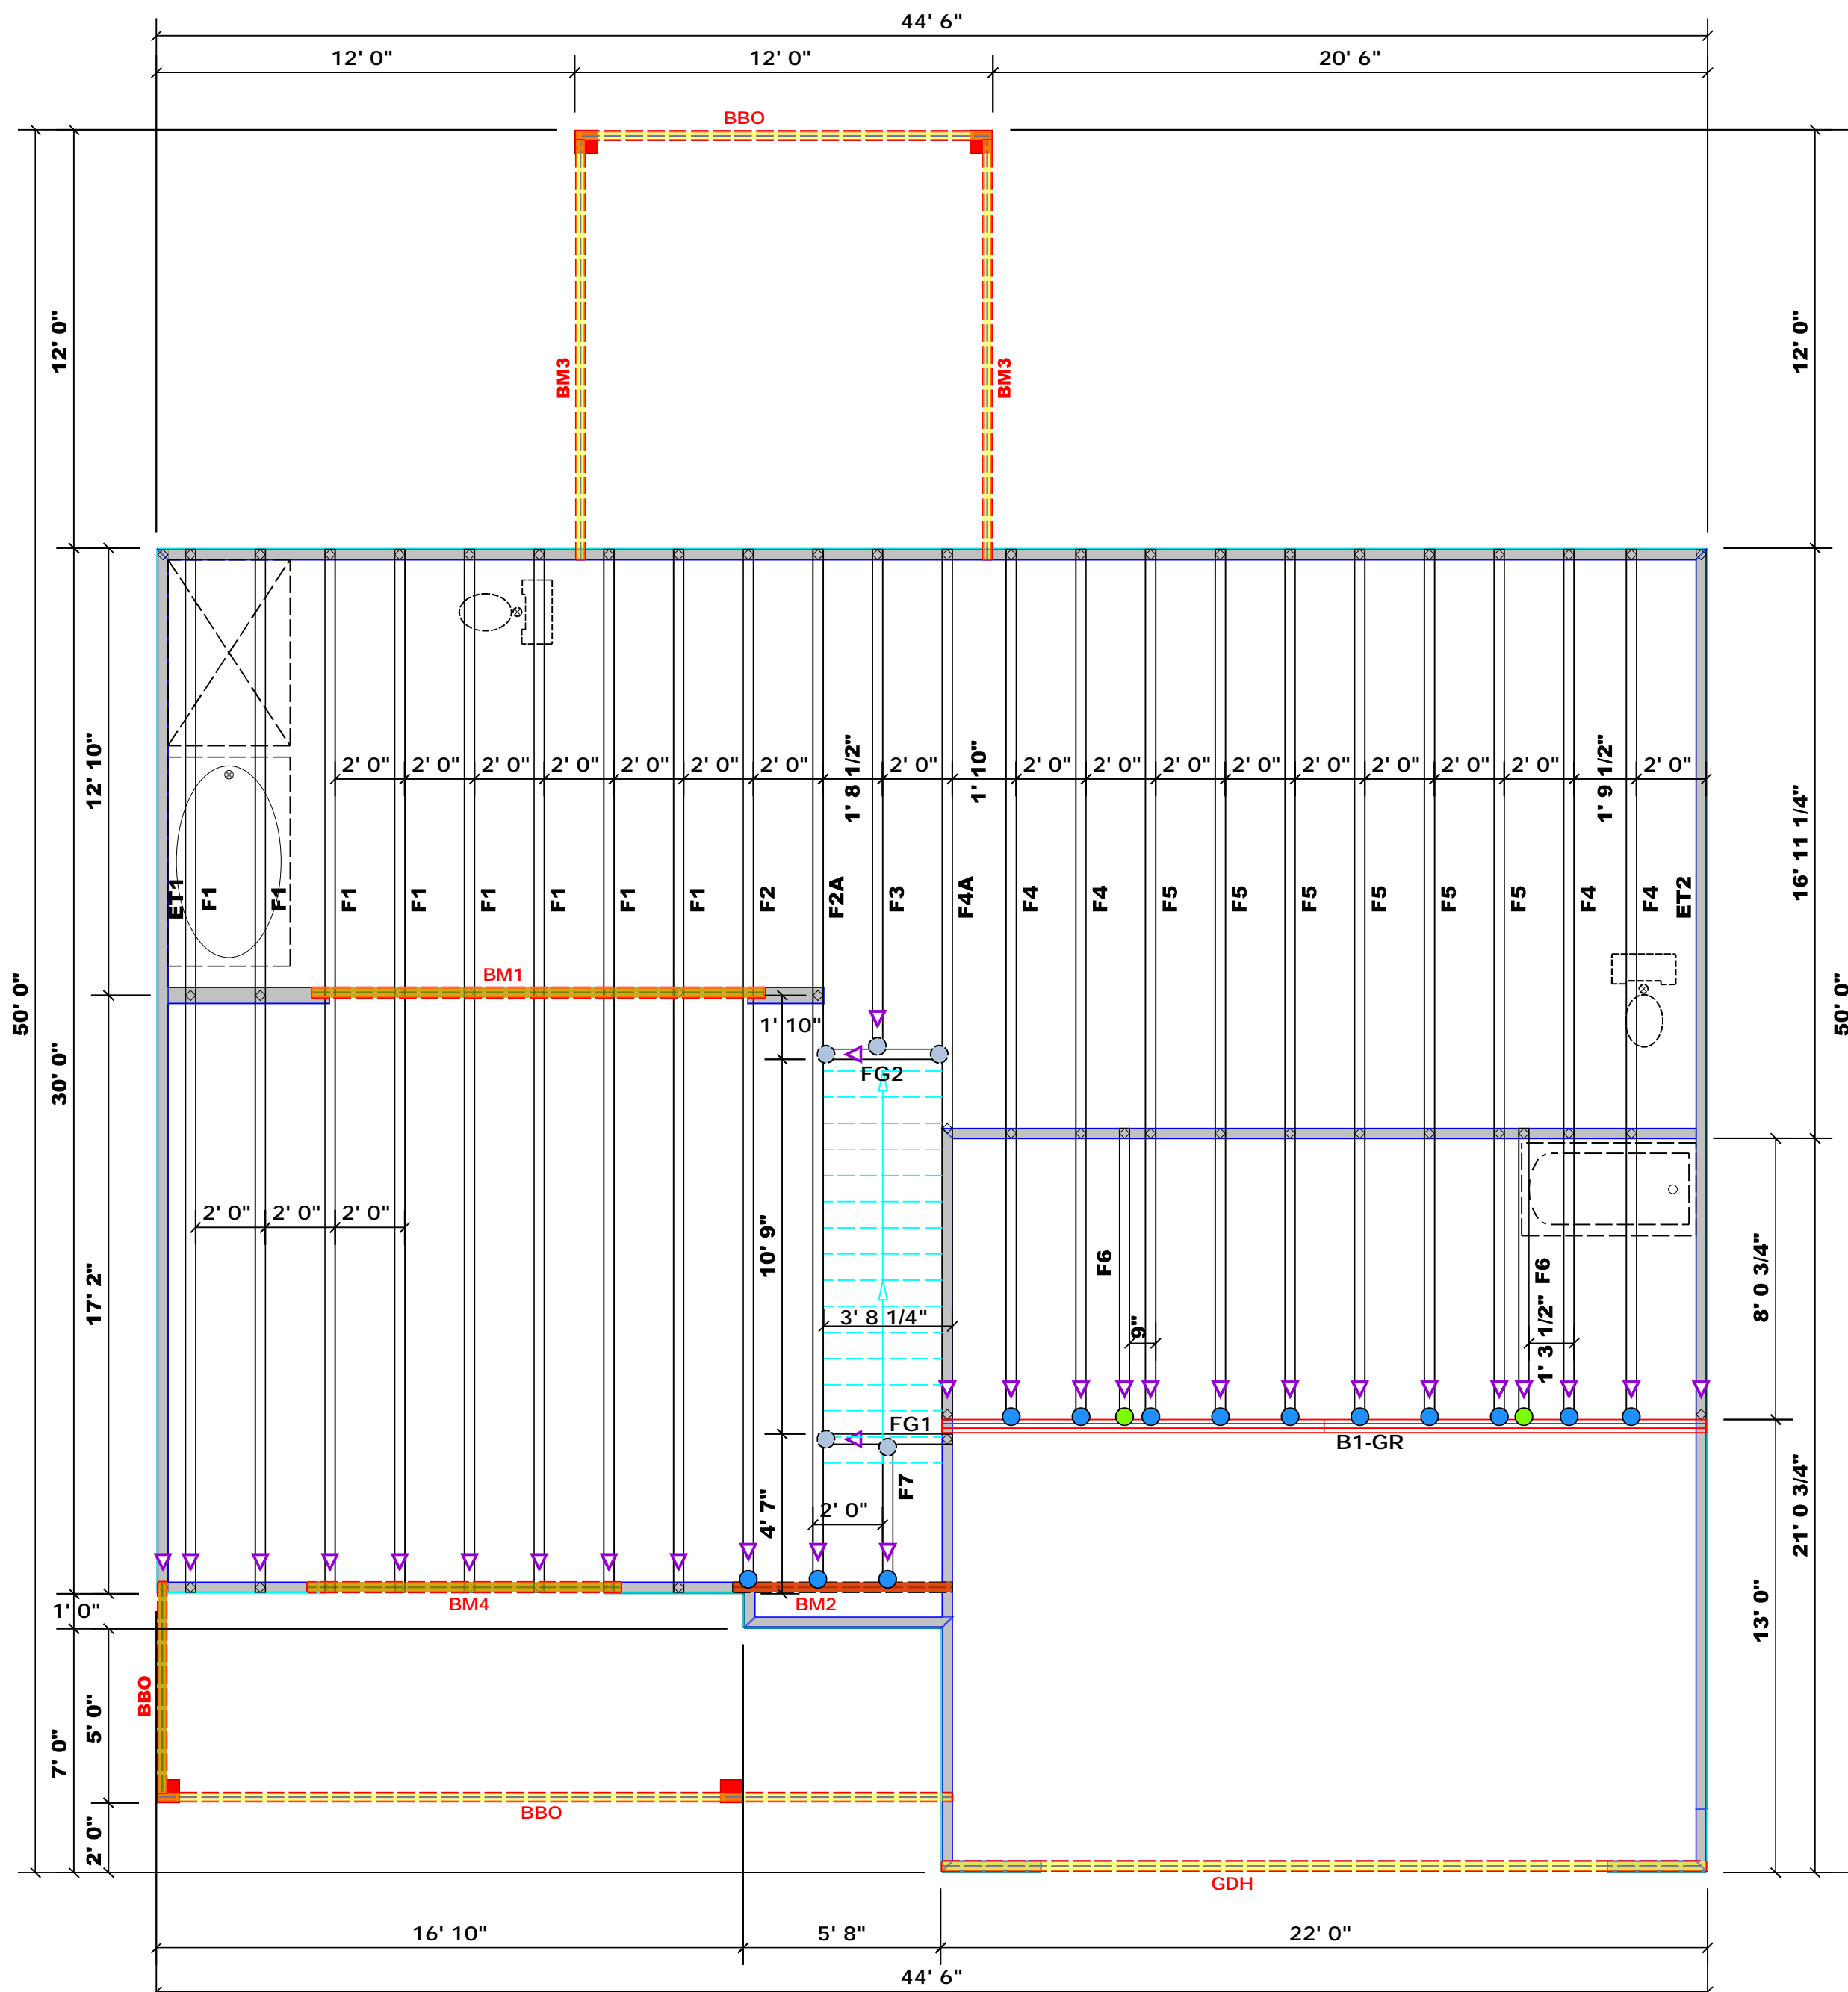 44' 6"
12' 0" 12' 0" 20' 6"
BBO
12' 0" BM3 BM3 12' 0"
2' 0" 2' 0" 2' 0" 2' 0" 2' 0" 2' 0" 2' 0" 1' 8 1/2" 2' 0" 1' 10" 2' 0" 2' 0" 2' 0" 2' 0" 2' 0" 2' 0" 2' 0" 2' 0" 1' 9 1/2" 2' 0"
12' 10" 16' 11 1/4"
ET1 F1 F1 F1 F1 F1 F1 F1 F1 F2 F2A F3 F4A F4 F4 F5 F5 F5 F5 F5 F5 F4 F4 ET2
BM1
50' 0" 50' 0"
1' 10"
30' 0" FG2
2' 0" 2' 0" 2' 0"
10' 9" F6 F6
17' 2" 8' 0 3/4"
3' 8 1/4" 9" 1' 3 1/2"
FG1
B1-GR
F7
4' 7" 2' 0" 21' 0 3/4"
BM4 BM2
1' 0" 13' 0"
BBO
5' 0"
7' 0"
BBO
2' 0"
GDH
16' 10" 5' 8" 22' 0"
44' 6"